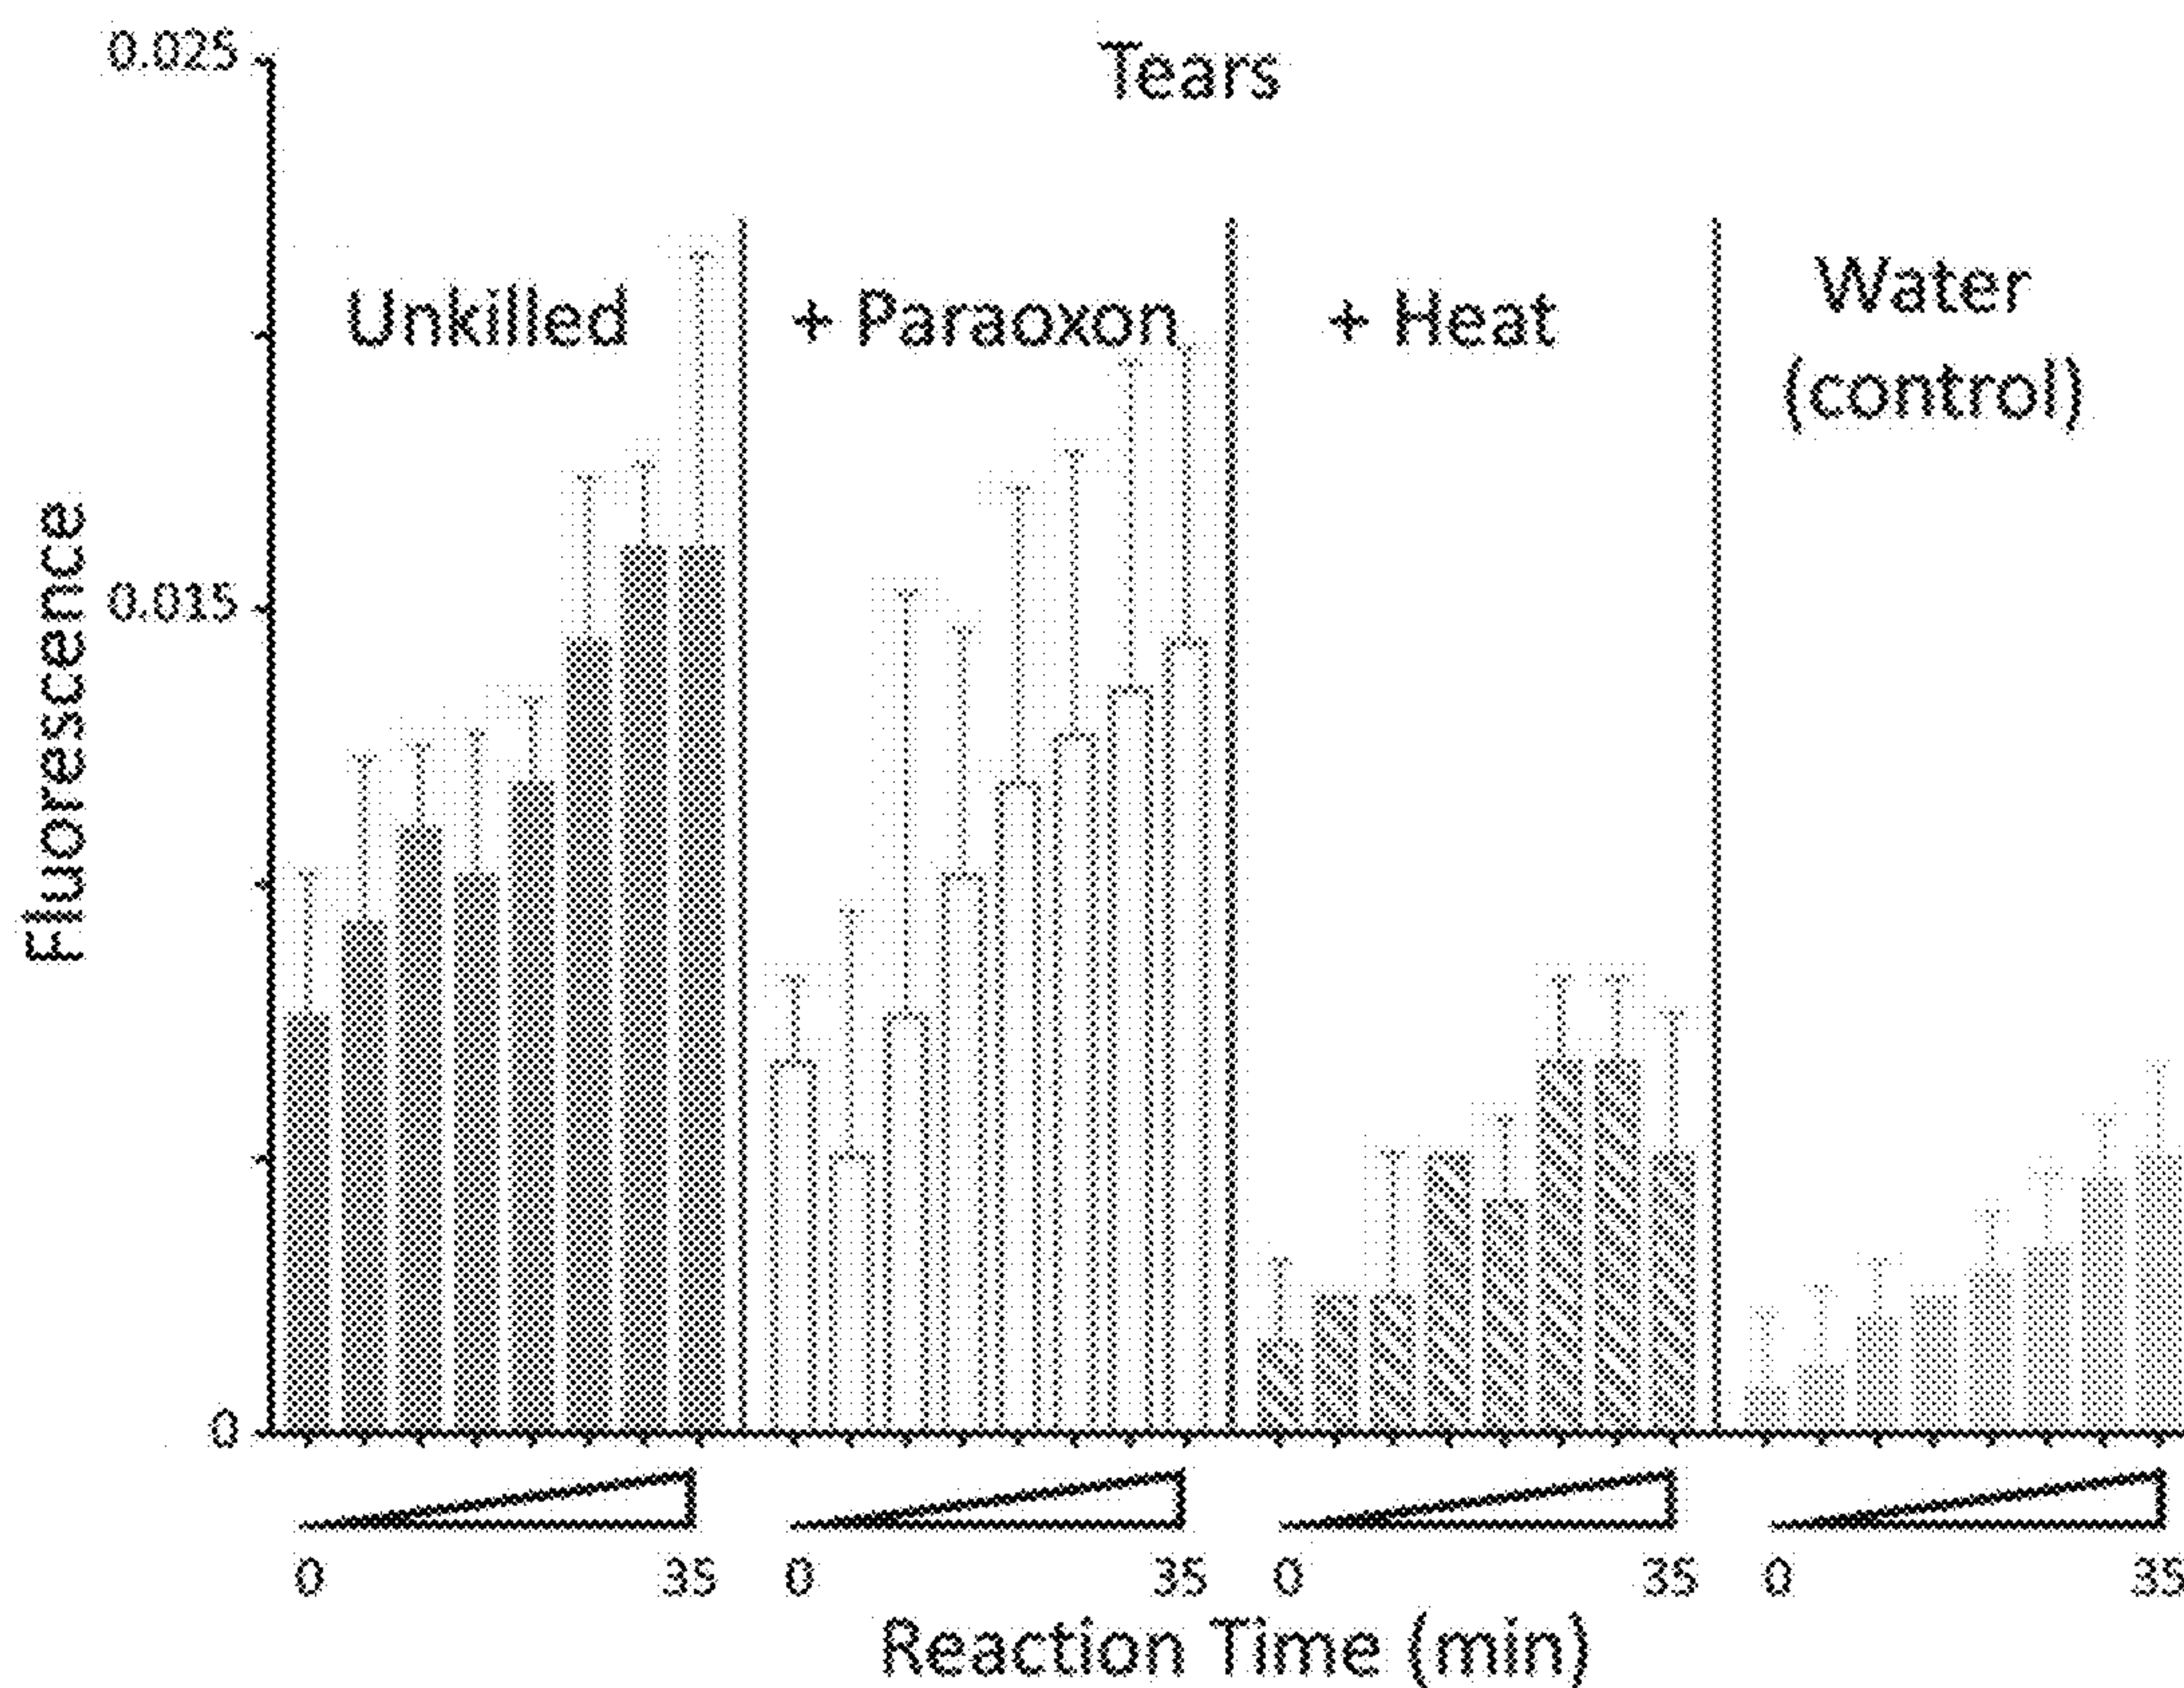 Tears
0.025
0.015
0
Fluorescence
Unkilled
+ Paraoxon
+ Heat
Water
(control)
0 35 0 35 0 35 0 35
Reaction Time (min)